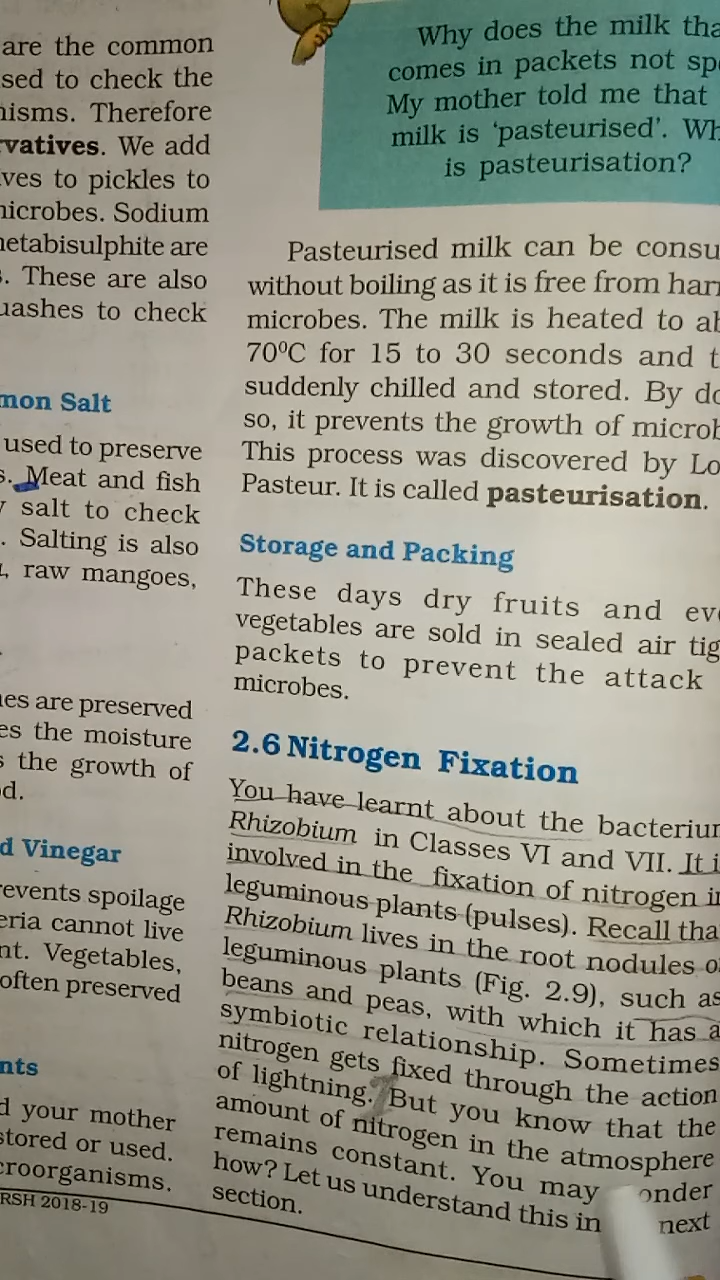 are the common
sed to check the
nisms. Therefore
vatives. We add
ves to pickles to
nicrobes. Sodium
netabisulphite are
. These are also
uashes to check
mon Salt
used to preserve
s. Meat and fish
salt to check
. Salting is also
, raw mangoes,
nes are preserved
es the moisture
s the growth of
d.
d Vinegar
revents spoilage
eria cannot live
nt. Vegetables,
often preserved
nts
d your mother
stored or used.
croorganisms.
RSH 2018-19
Why does the milk tha
comes in packets not sp
My mother told me that
milk is ‘pasteurised’. Wh
is pasteurisation?
Pasteurised milk can be consu
without boiling as it is free from har
microbes. The milk is heated to ab
70⁰C for 15 to 30 seconds and t
suddenly chilled and stored. By do
so, it prevents the growth of microb
This process was discovered by Lo
Pasteur. It is called pasteurisation.
Storage and Packing
These days dry fruits and eve
vegetables are sold in sealed air tig
packets to prevent the attack
microbes.
2.6 Nitrogen Fixation
You have learnt about the bacteriu
Rhizobium in Classes VI and VII. It i
involved in the fixation of nitrogen i
leguminous plants (pulses). Recall tha
Rhizobium lives in the root nodules o
leguminous plants (Fig. 2.9), such as
beans and peas, with which it has a
symbiotic relationship. Sometimes
nitrogen gets fixed through the action
of lightning. But you know that the
amount of nitrogen in the atmosphere
remains constant. You may onder
how? Let us understand this in next
section.